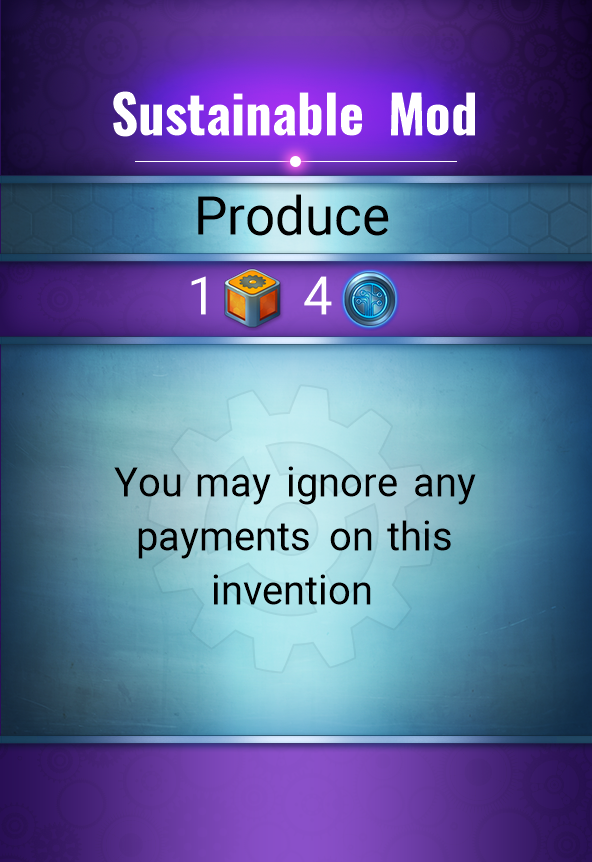 Sustainable Mod
Produce
1 4
You may ignore any
payments on this
invention